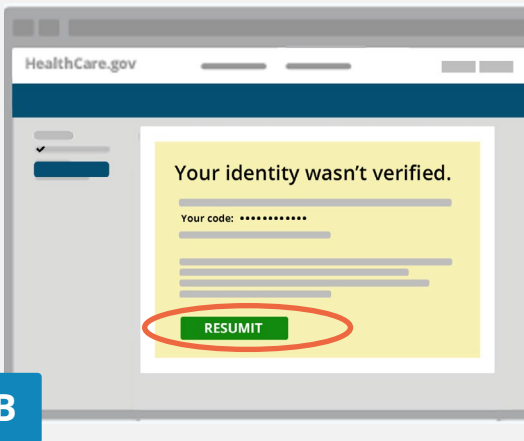 HealthCare.gov
Your identity wasn’t verified.
Your code: ••••••••••••
RESUMIT
B